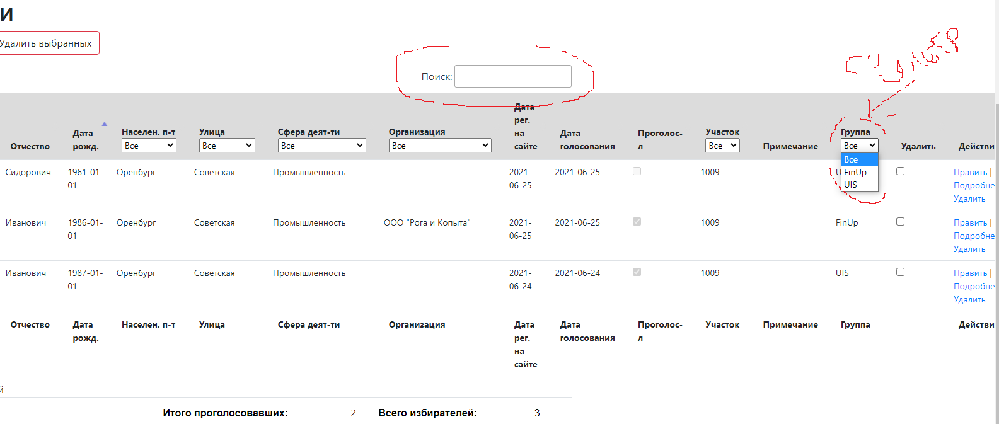 и
Удалить выбранных
фильтр
Поиск:
Отчество Дата рожд. Населен. п-т Улица Сфера деят-ти Организация Дата рег. на сайте Дата голосования Проголос-л Участок Примечание Группа Удалить Действи
Все Все Все Все Все Все
Все
FinUp
UIS
Сидорович 1961-01-01 Оренбург Советская Промышленность 2021-06-25 2021-06-25 1009 U Править |
Подробне
Удалить
Иванович 1986-01-01 Оренбург Советская Промышленность ООО "Рога и Копыта" 2021-06-25 2021-06-25 1009 FinUp Править |
Подробне
Удалить
Иванович 1987-01-01 Оренбург Советская Промышленность 2021-06-24 2021-06-24 1009 UIS Править |
Подробне
Удалить
Отчество Дата рожд. Населен. п-т Улица Сфера деят-ти Организация Дата рег. на сайте Дата голосования Проголос-л Участок Примечание Группа Действи
й
Итого проголосовавших: 2 Всего избирателей: 3